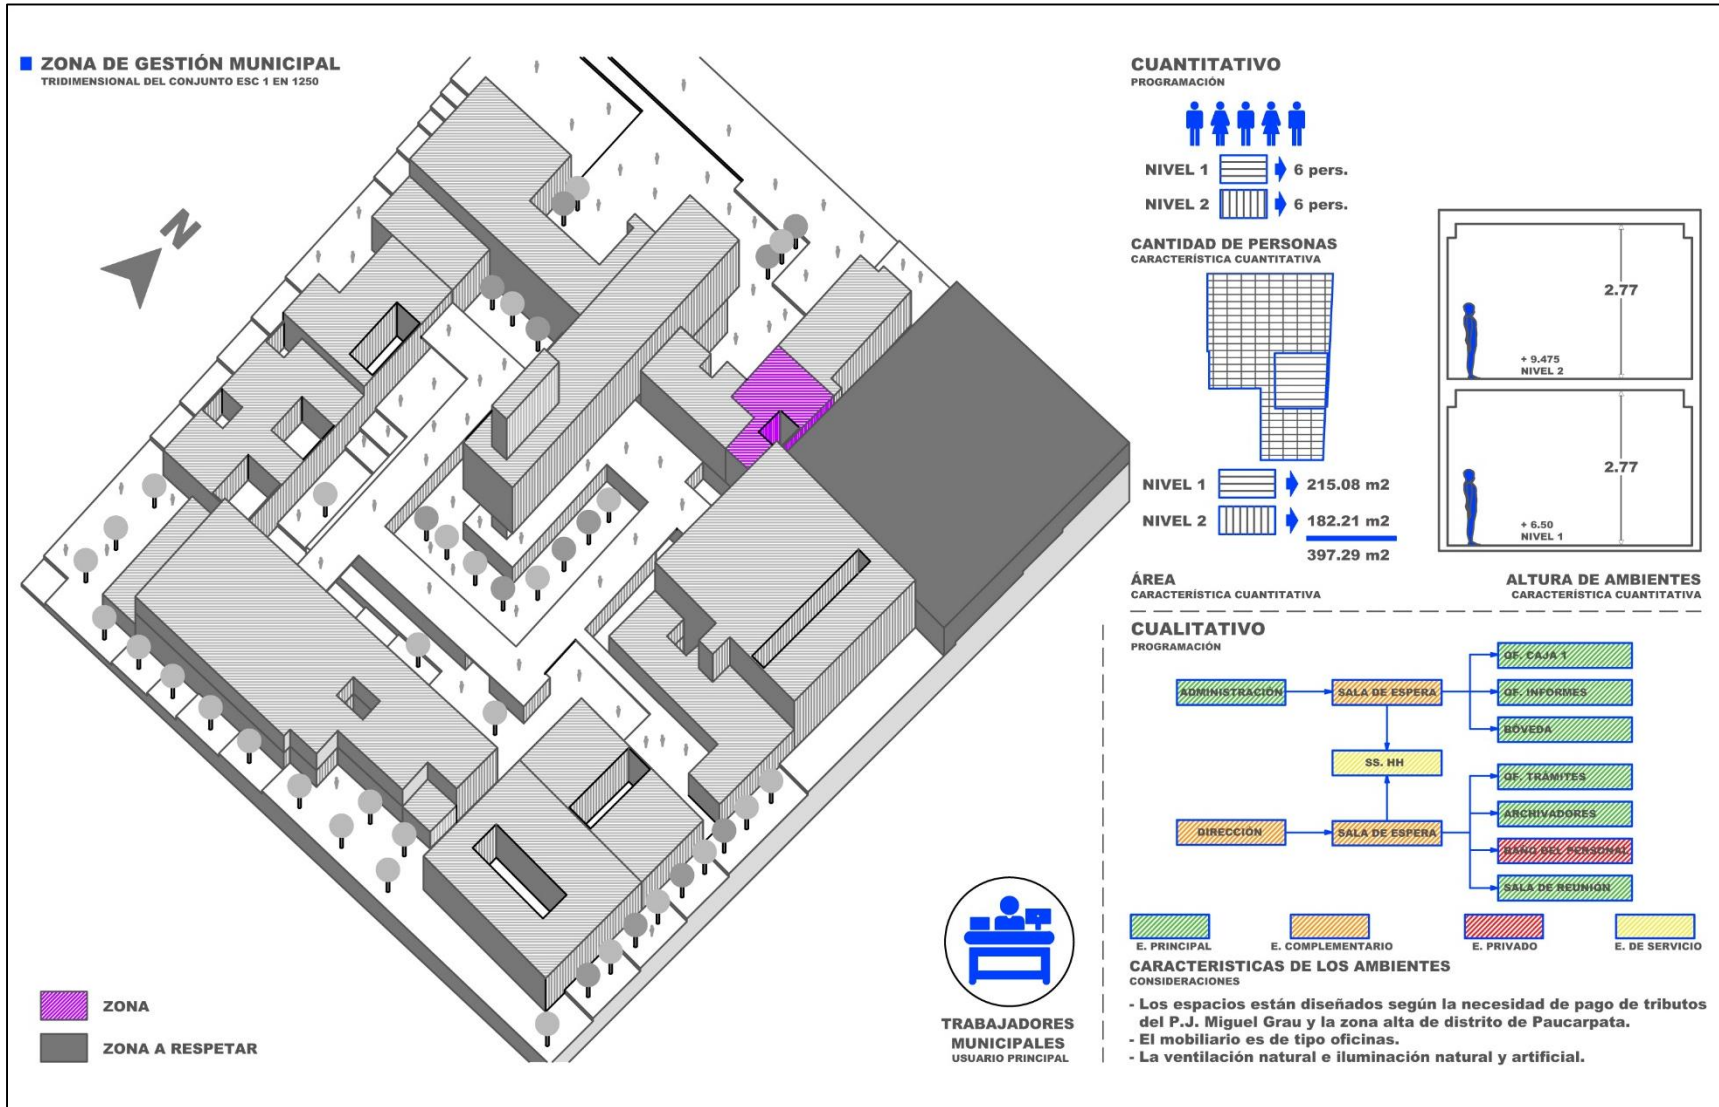 ZONA DE GESTIÓN MUNICIPAL
TRIDIMENSIONAL DEL CONJUNTO ESC 1 EN 1250
N
ZONA
ZONA A RESPETAR
TRABAJADORES
MUNICIPALES
USUARIO PRINCIPAL
CUANTITATIVO
PROGRAMACIÓN
NIVEL 1 6 pers.
NIVEL 2 6 pers.
CANTIDAD DE PERSONAS
CARACTERÍSTICA CUANTITATIVA
NIVEL 1 215.08 m2
NIVEL 2 182.21 m2
397.29 m2
ÁREA
CARACTERÍSTICA CUANTITATIVA
2.77
+ 9.475
NIVEL 2
2.77
+ 6.50
NIVEL 1
ALTURA DE AMBIENTES
CARACTERÍSTICA CUANTITATIVA
CUALITATIVO
PROGRAMACIÓN
OF. CAJA 1
ADMINISTRACIÓN SALA DE ESPERA OF. INFORMES
BÓVEDA
SS. HH
OF. TRAMITES
ARCHIVADORES
DIRECCIÓN SALA DE ESPERA
BAÑO DEL PERSONAL
SALA DE REUNIÓN
E. PRINCIPAL E. COMPLEMENTARIO E. PRIVADO E. DE SERVICIO
CARACTERISTICAS DE LOS AMBIENTES
CONSIDERACIONES
- Los espacios están diseñados según la necesidad de pago de tributos
del P.J. Miguel Grau y la zona alta de distrito de Paucarpata.
- El mobiliario es de tipo oficinas.
- La ventilación natural e iluminación natural y artificial.